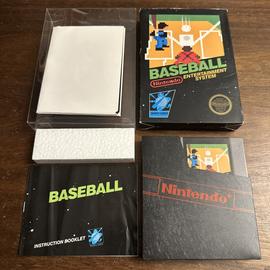 BASEBALL
Nintendo
ENTERTAINMENT
SYSTEM
BASEBALL
INSTRUCTION BOOKLET
Nintendo